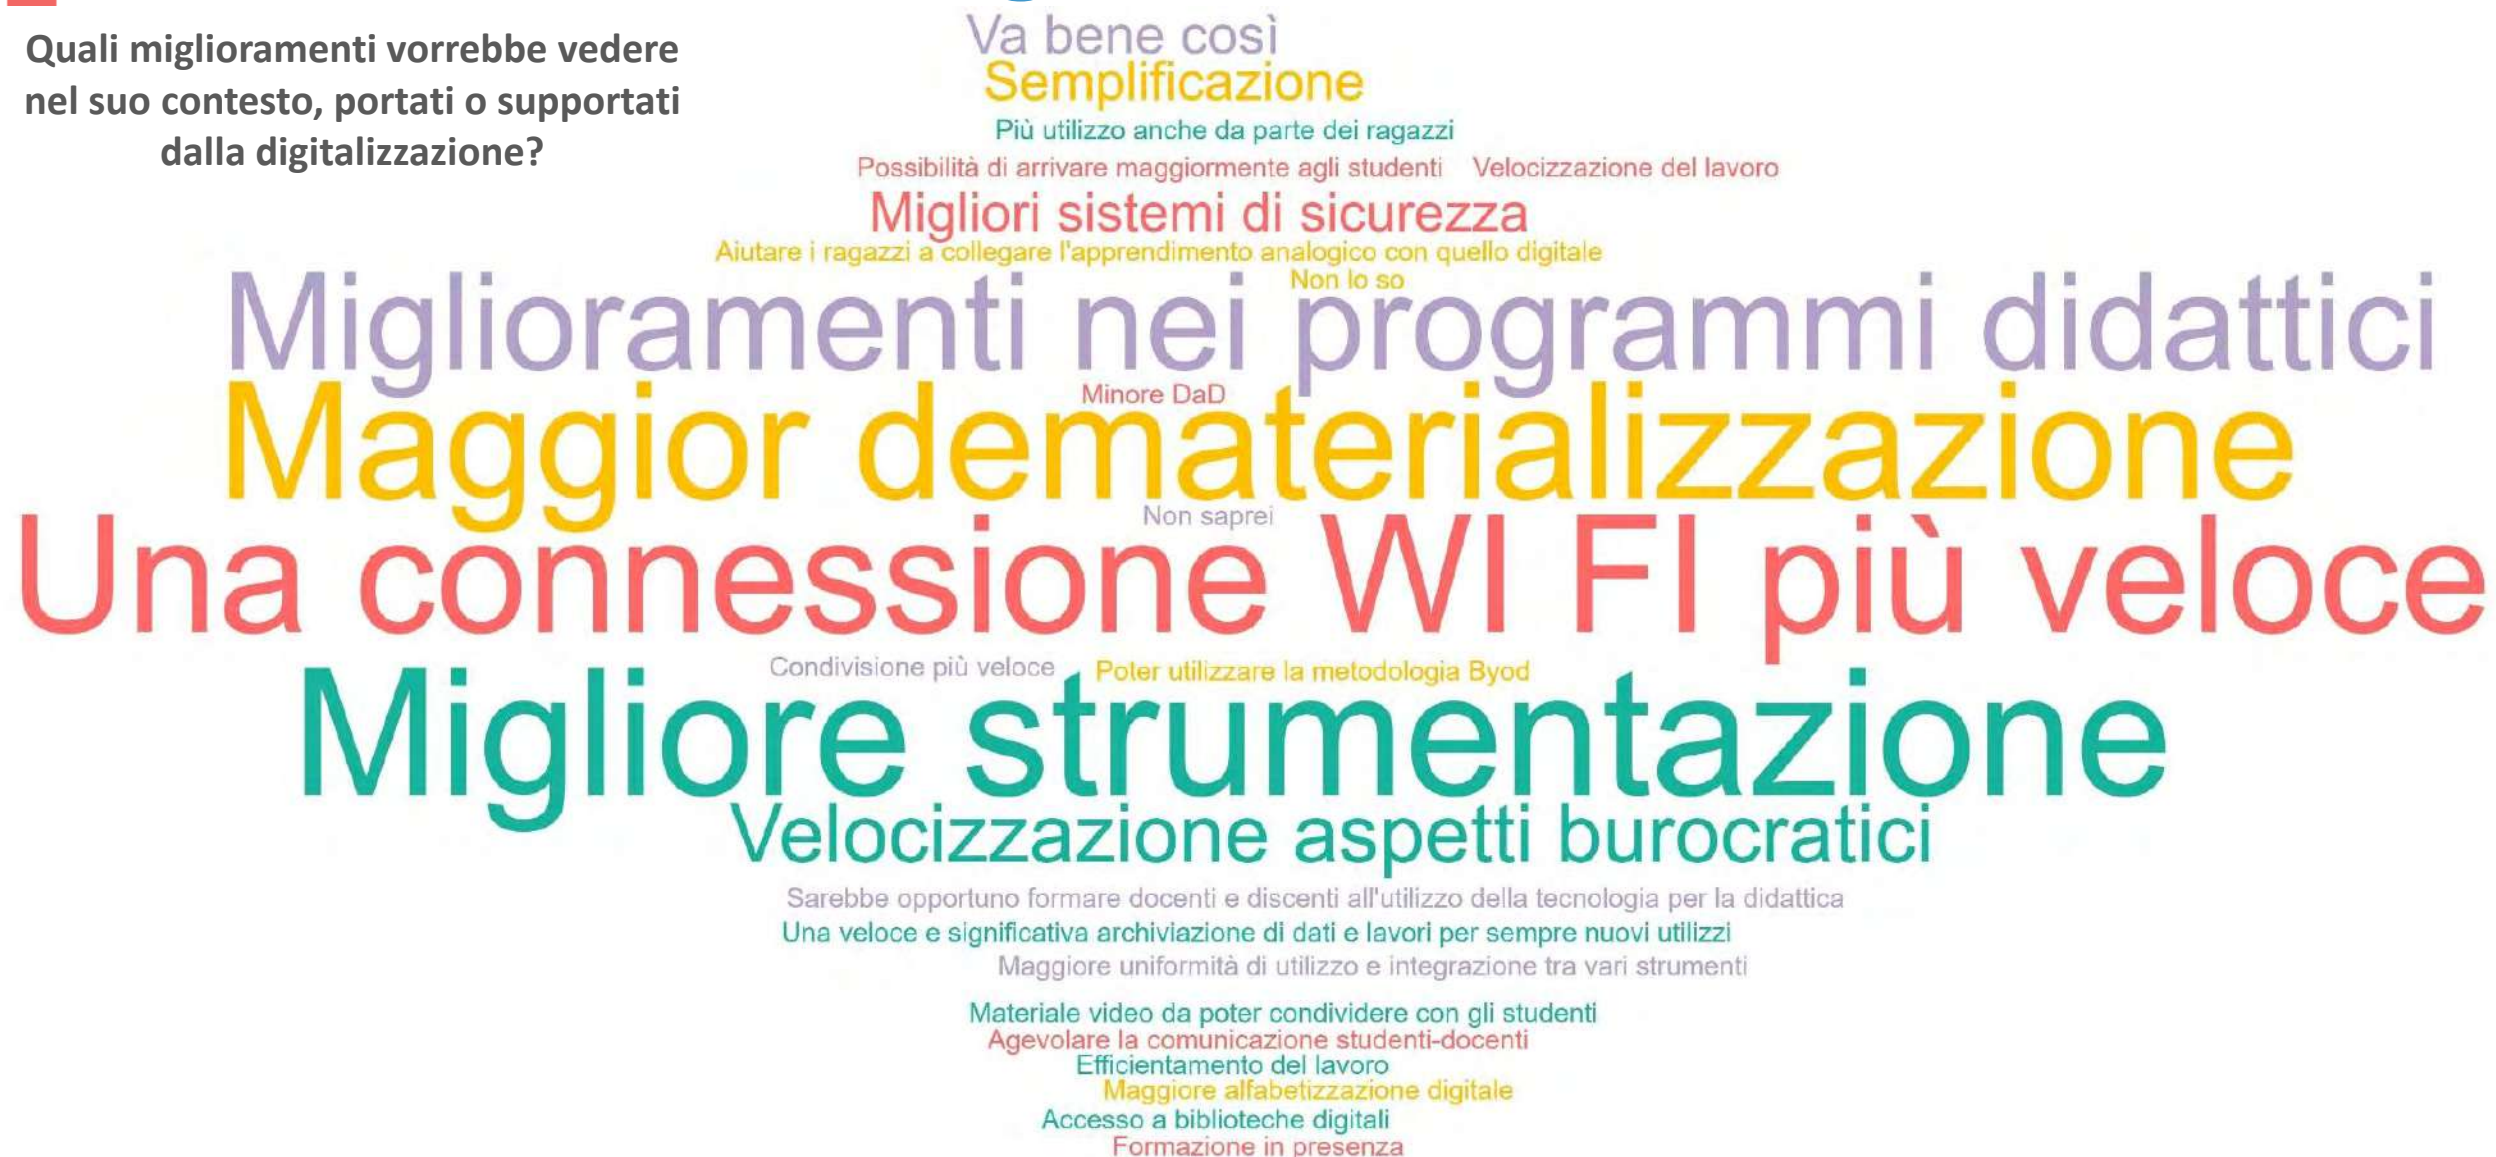 Quali miglioramenti vorrebbe vedere
nel suo contesto, portati o supportati
dalla digitalizzazione?
Va bene così
Semplificazione
Più utilizzo anche da parte dei ragazzi
Possibilità di arrivare maggiormente agli studenti
Velocizzazione del lavoro
Migliori sistemi di sicurezza
Aiutare i ragazzi a collegare l'apprendimento analogico con quello digitale
Non lo so
Miglioramenti nei programmi didattici
Minore DaD
Maggior dematerializzazione
Non saprei
Una connessione WI FI più veloce
Condivisione più veloce
Poter utilizzare la metodologia Byod
Migliore strumentazione
Velocizzazione aspetti burocratici
Sarebbe opportuno formare docenti e discenti all'utilizzo della tecnologia per la didattica
Una veloce e significativa archiviazione di dati e lavori per sempre nuovi utilizzi
Maggiore uniformità di utilizzo e integrazione tra vari strumenti
Materiale video da poter condividere con gli studenti
Agevolare la comunicazione studenti-docenti
Efficientamento del lavoro
Maggiore alfabetizzazione digitale
Accesso a biblioteche digitali
Formazione in presenza